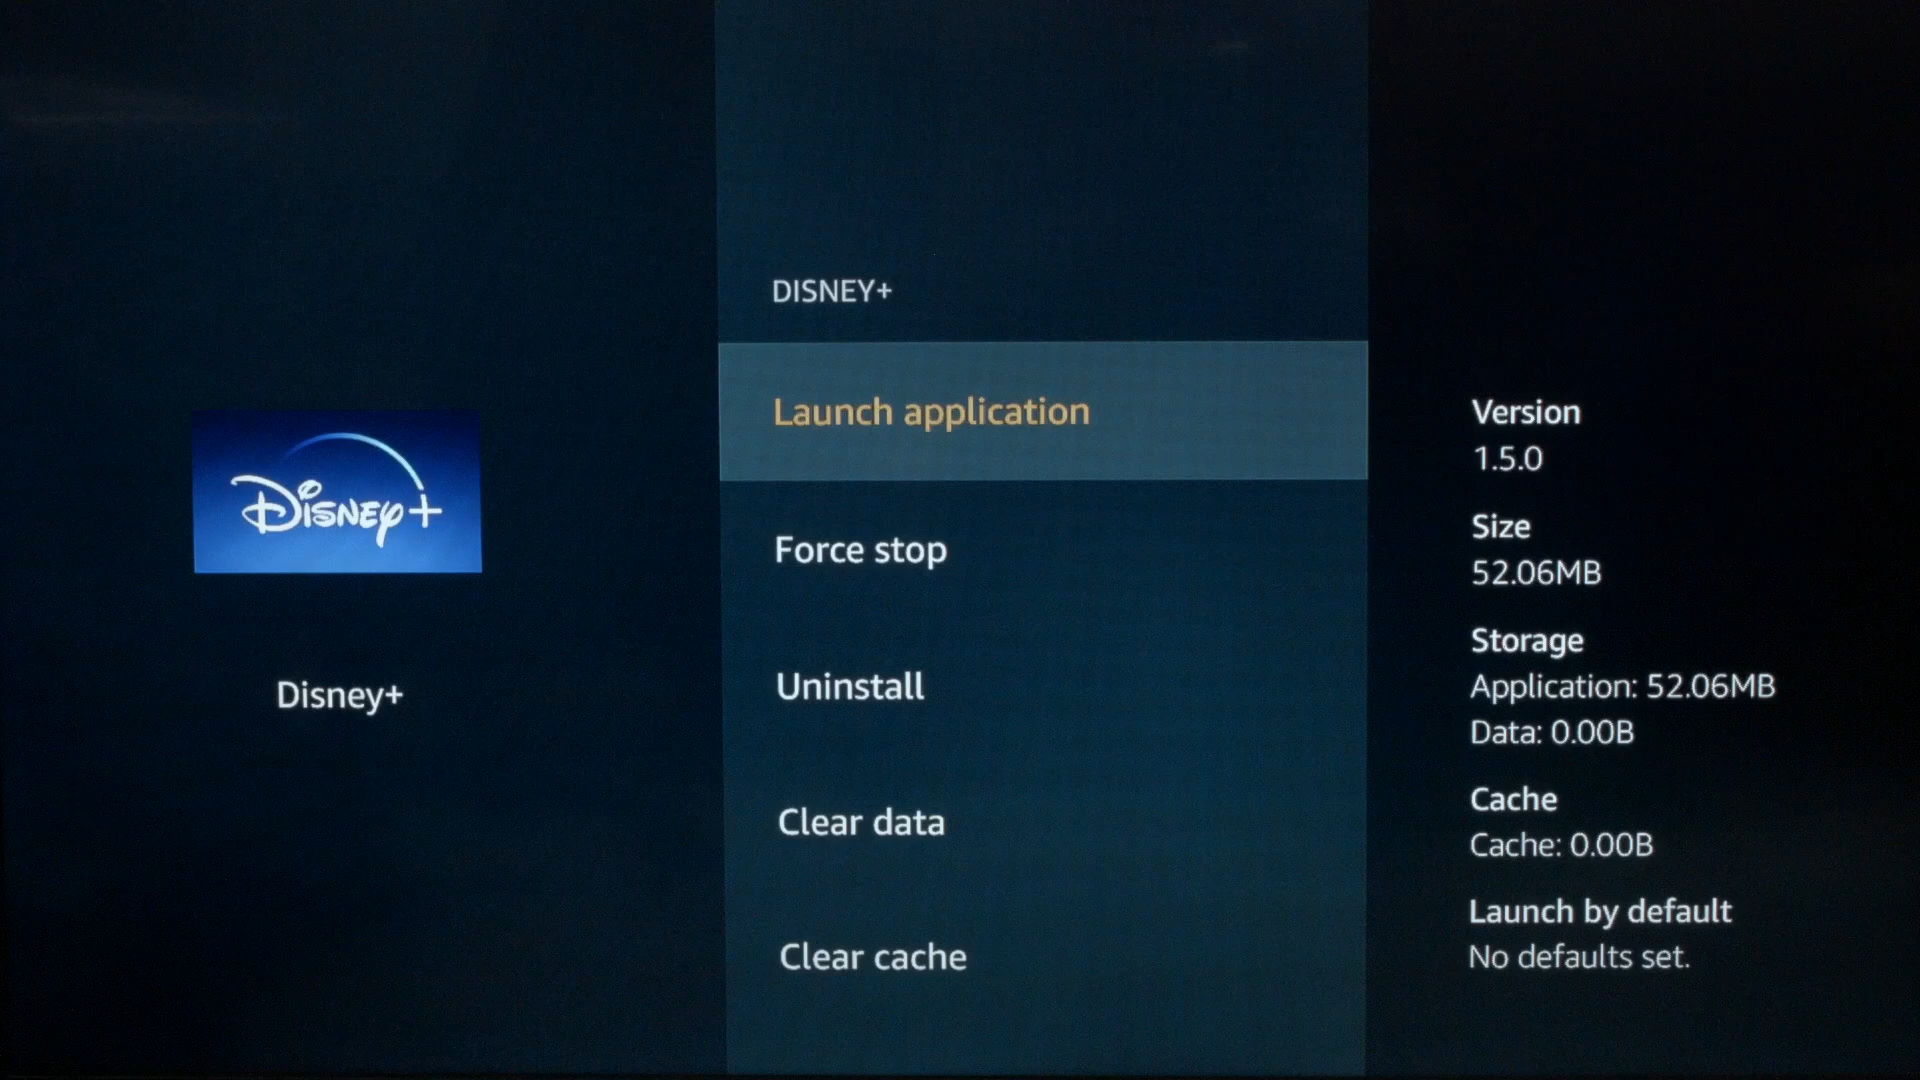 Disney+
Disney+
DISNEY+
Launch application
Force stop
Uninstall
Clear data
Clear cache
Version
1.5.0
Size
52.06MB
Storage
Application: 52.06MB
Data: 0.00B
Cache
Cache: 0.00B
Launch by default
No defaults set.